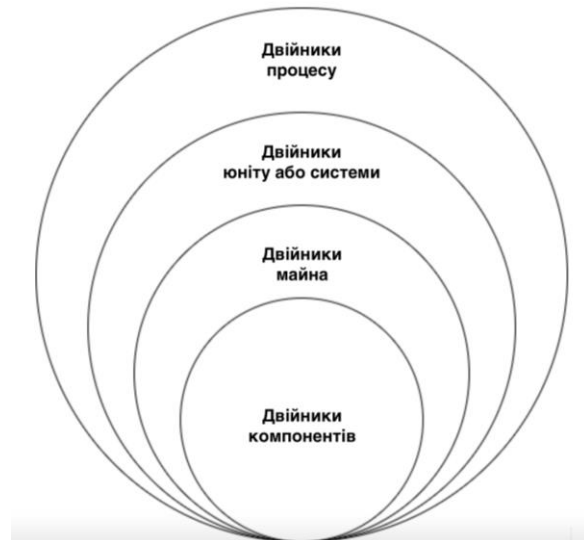 Двійники
процесу
Двійники
юніту або системи
Двійники
майна
Двійники
компонентів